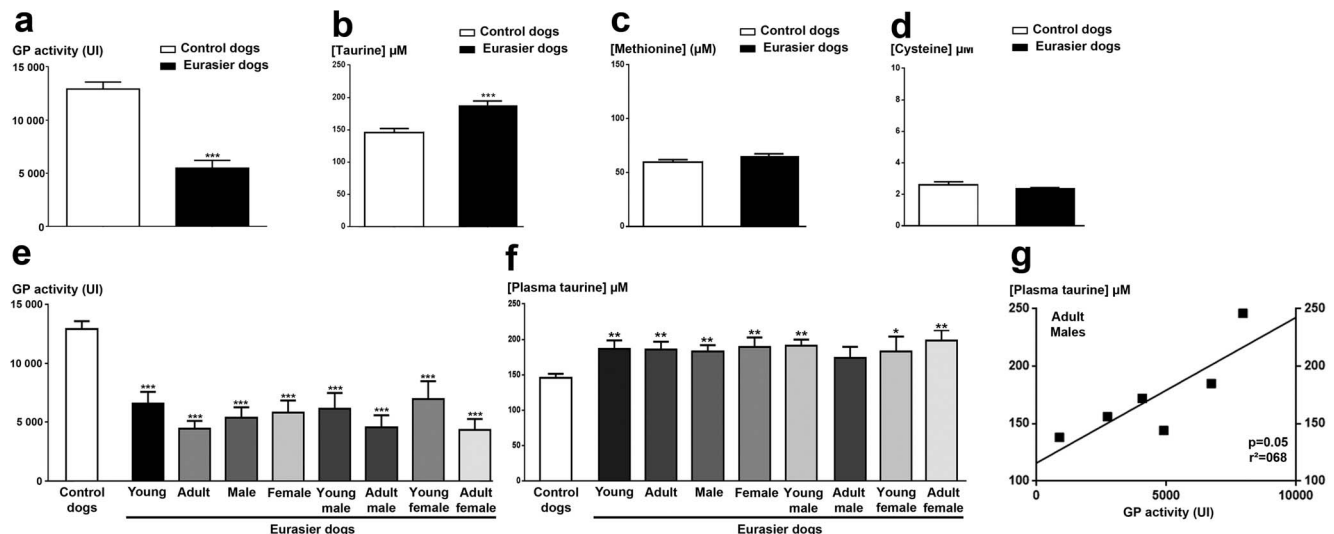 a
GP activity (UI)
Control dogs
Eurasier dogs
15 000
10 000
5 000
0
***
b
[Taurine] µM
Control dogs
Eurasier dogs
250
200
150
100
50
0
***
c
[Methionine] (µM)
Control dogs
Eurasier dogs
150
100
50
0
d
[Cysteine] µM
Control dogs
Eurasier dogs
10
8
6
4
2
0
e
GP activity (UI)
15 000
10 000
5 000
0
*** *** *** *** *** *** *** ***
Control dogs
Young
Adult
Male
Female
Young male
Adult male
Young female
Adult female
Eurasier dogs
f
[Plasma taurine] µM
250
200
150
100
50
0
** ** ** ** ** * **
Control dogs
Young
Adult
Male
Female
Young male
Adult male
Young female
Adult female
Eurasier dogs
g
[Plasma taurine] µM
Adult
Males
250
200
150
100
250
200
150
100
p=0.05
r²=068
0
5000
10000
GP activity (UI)